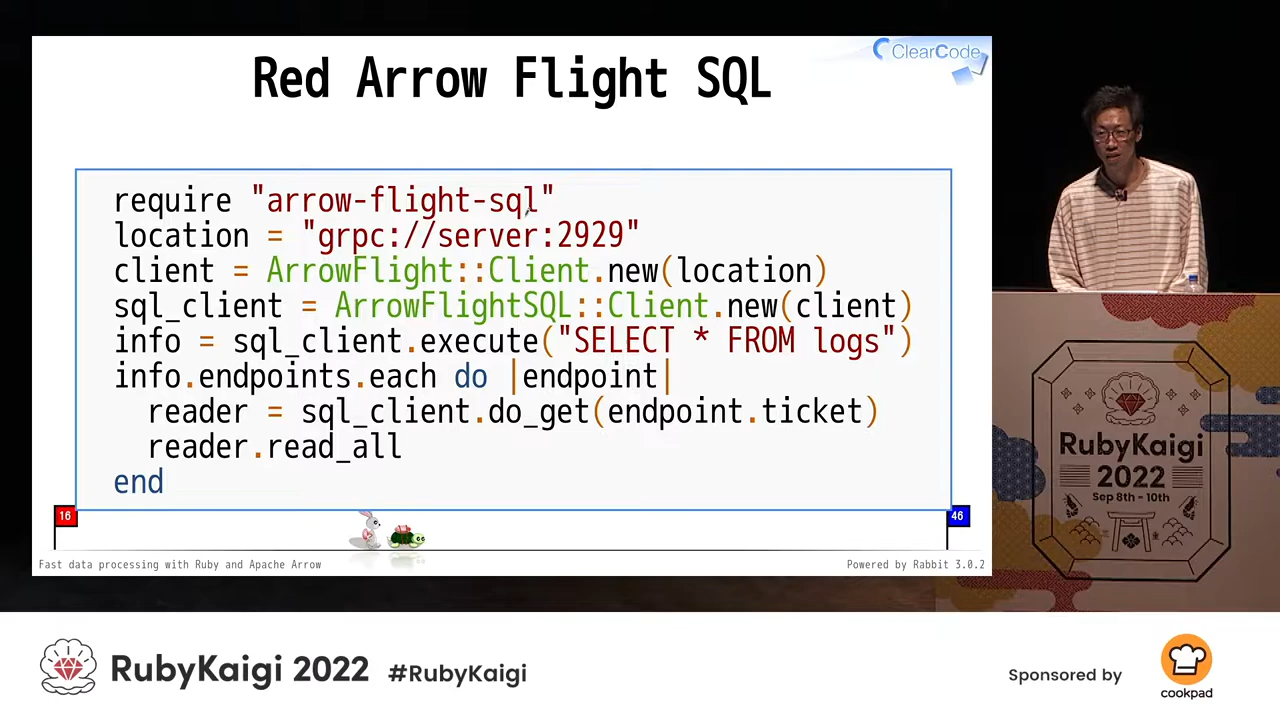 ClearCode
Red Arrow Flight SQL
require "arrow-flight-sql"
location = "grpc://server:2929"
client = ArrowFlight::Client.new(location)
sql_client = ArrowFlightSQL::Client.new(client)
info = sql_client.execute("SELECT * FROM logs")
info.endpoints.each do |endpoint|
  reader = sql_client.do_get(endpoint.ticket)
  reader.read_all
end
16
46
Fast data processing with Ruby and Apache Arrow
Powered by Rabbit 3.0.2
RubyKaigi
2022
Sep 8th - 10th
RubyKaigi 2022 #RubyKaigi
Sponsored by
cookpad